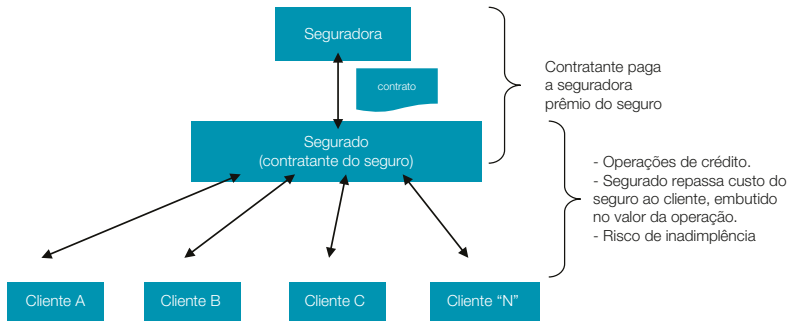 Seguradora
contrato
Contratante paga
a seguradora
prêmio do seguro
Segurado
(contratante do seguro)
- Operações de crédito.
- Segurado repassa custo do
seguro ao cliente, embutido
no valor da operação.
- Risco de inadimplência
Cliente A
Cliente B
Cliente C
Cliente “N”